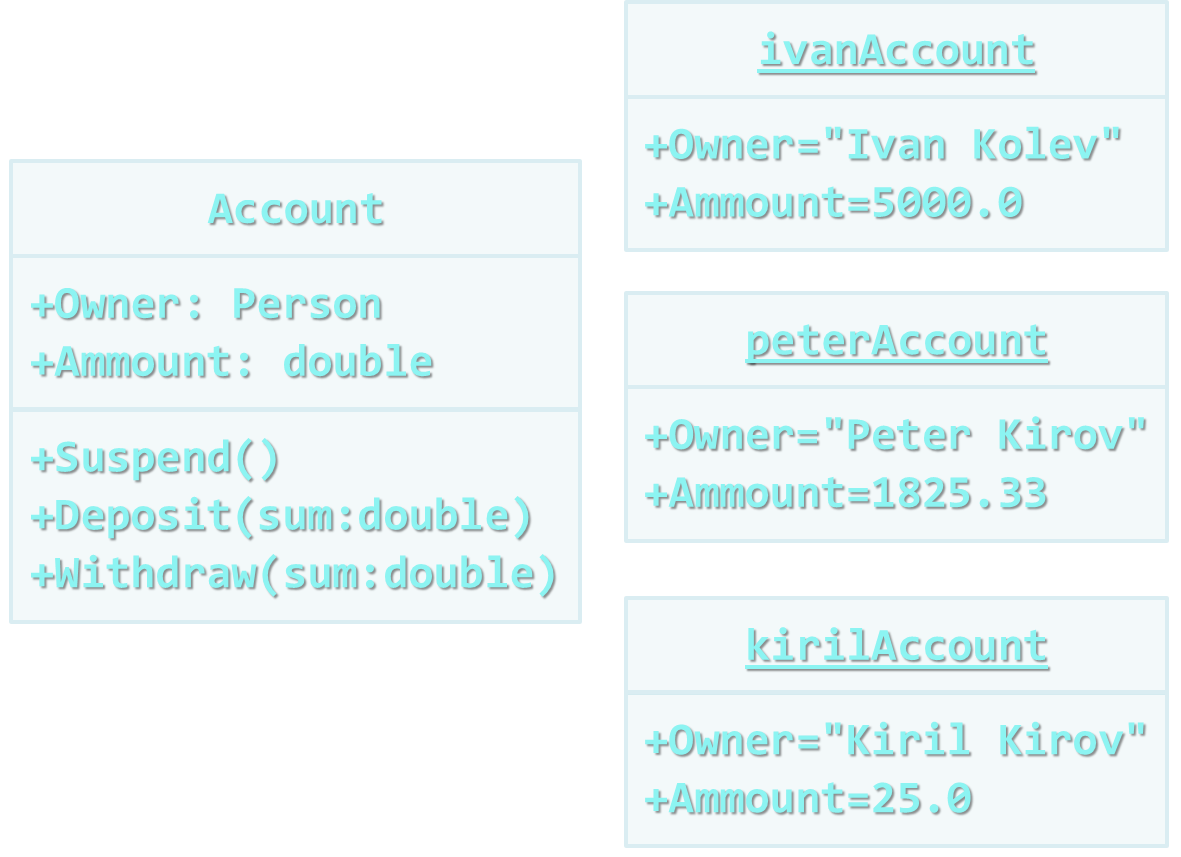 Account
+Owner: Person
+Ammount: double
+Suspend()
+Deposit(sum:double)
+Withdraw(sum:double)
ivanAccount
+Owner="Ivan Kolev"
+Ammount=5000.0
peterAccount
+Owner="Peter Kirov"
+Ammount=1825.33
kirilAccount
+Owner="Kiril Kirov"
+Ammount=25.0